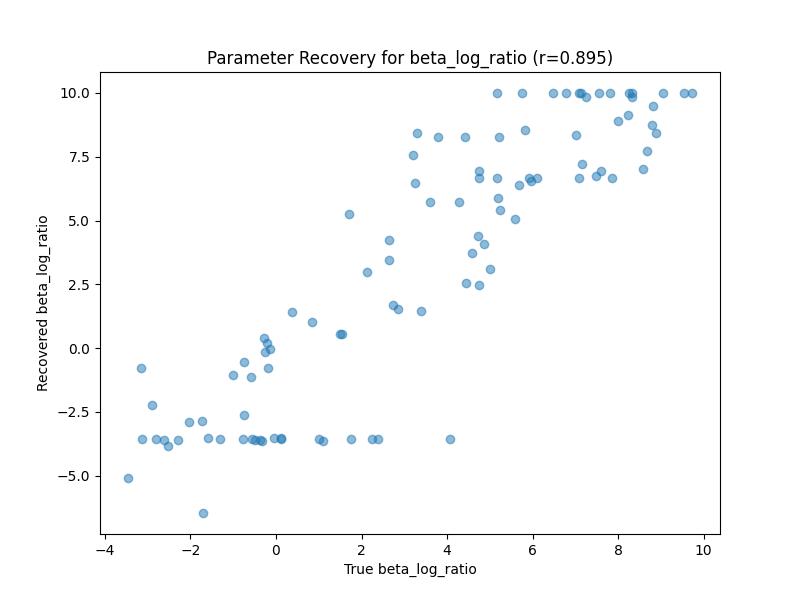 Parameter Recovery for beta_log_ratio (r=0.895)
10.0
7.5
5.0
2.5
0.0
−2.5
−5.0
Recovered beta_log_ratio
−4 −2 0 2 4 6 8 10
True beta_log_ratio